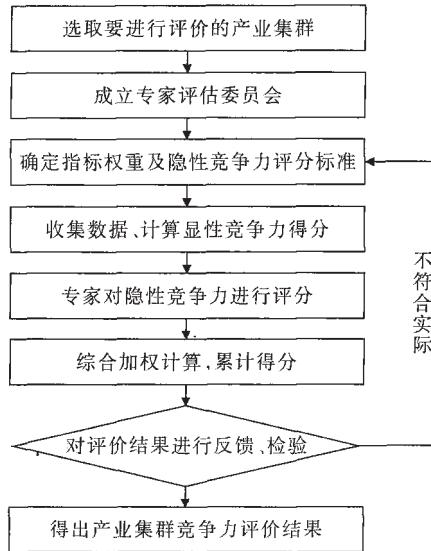 选取要进行评价的产业集群
成立专家评估委员会
确定指标权重及隐性竞争力评分标准
收集数据、计算显性竞争力得分
专家对隐性竞争力进行评分
综合加权计算,累计得分
对评价结果进行反馈、检验
不符合实际
得出产业集群竞争力评价结果